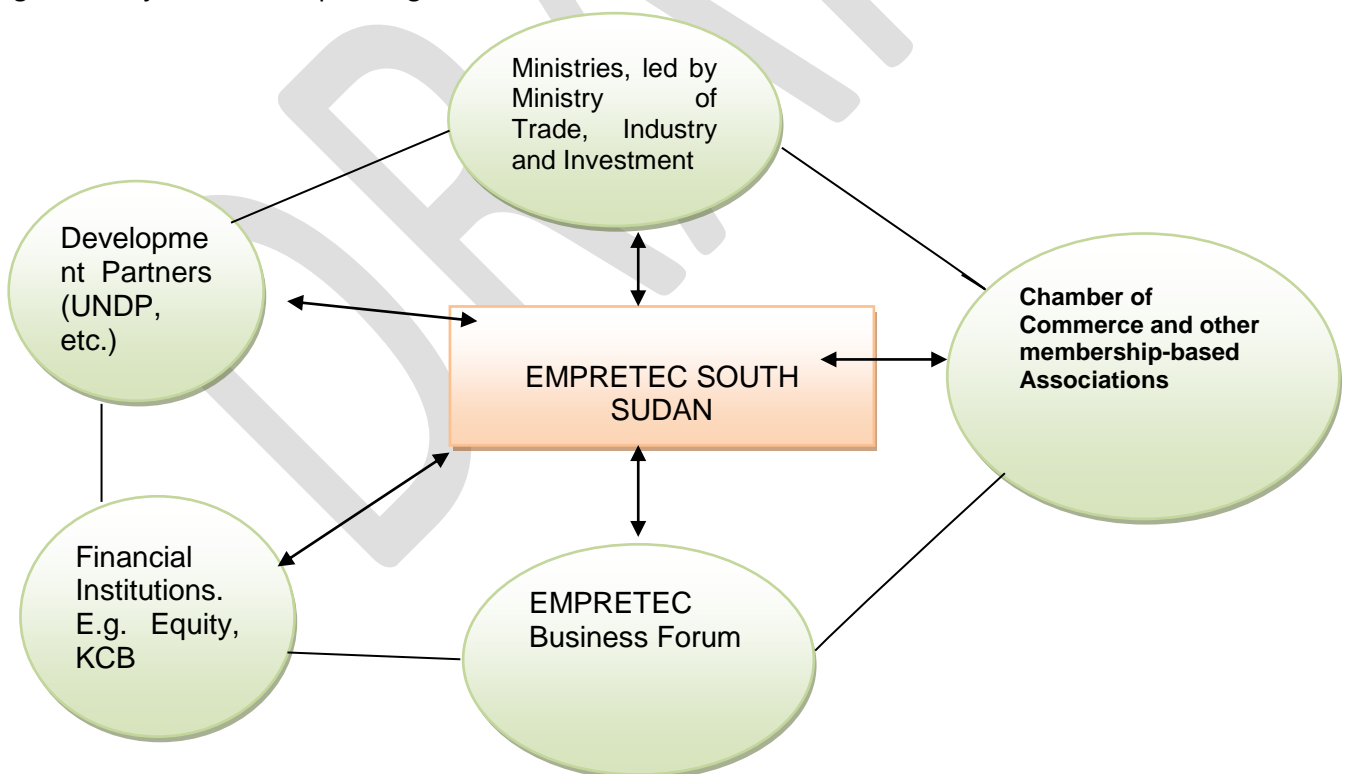 Ministries, led by
Ministry of
Trade, Industry
and Investment
Developme
nt Partners
(UNDP,
etc.)
Chamber of
Commerce and other
membership-based
Associations
EMPRETEC SOUTH
SUDAN
Financial
Institutions.
E.g. Equity,
KCB
EMPRETEC
Business Forum